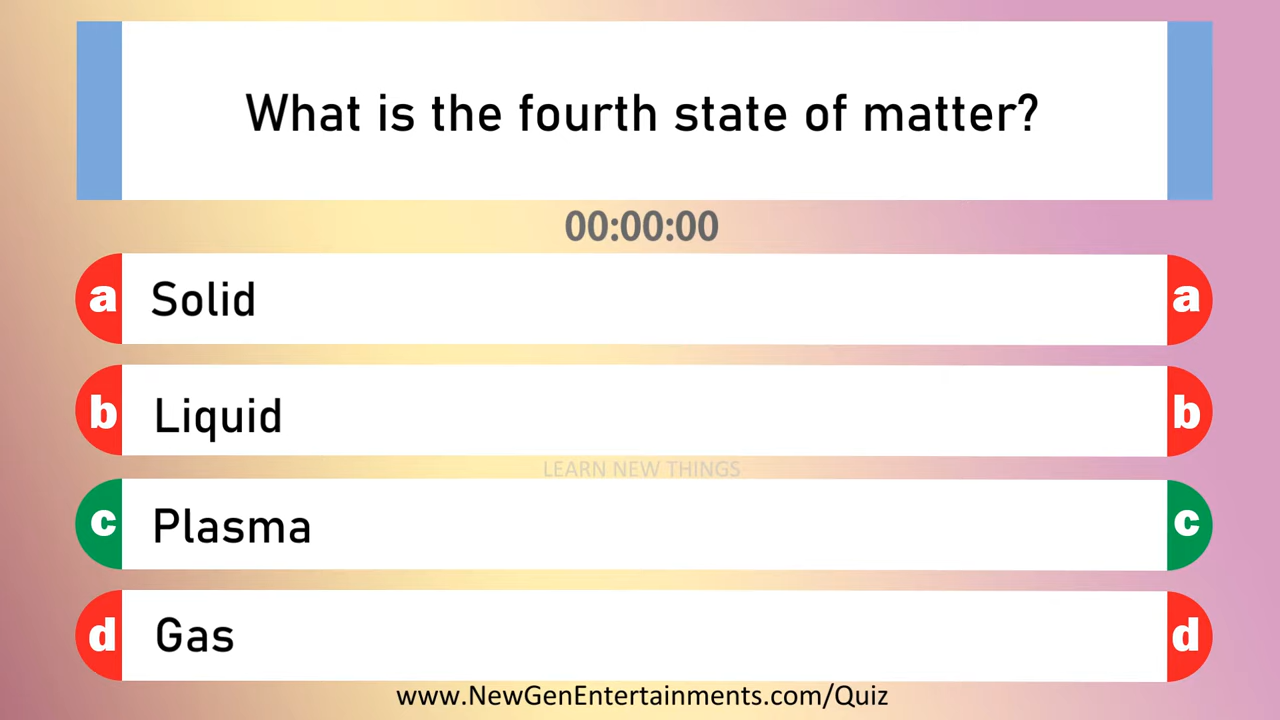 What is the fourth state of matter?
00:00:00
a Solid a
b Liquid b
LEARN NEW THINGS
c Plasma c
d Gas d
www.NewGenEntertainments.com/Quiz